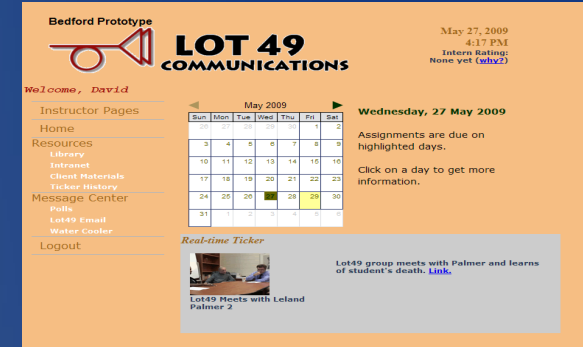 Bedford Prototype
LOT 49
COMMUNICATIONS
May 27, 2009
4:17 PM
Intern Rating:
None yet (why?)
Welcome, David
Instructor Pages
Home
Resources
Library
Intranet
Client Materials
Ticker History
Message Center
Polls
Lot49 Email
Water Cooler
Logout
May 2009
Sun Mon Tue Wed Thu Fri Sat
26 27 28 29 30 1 2
3 4 5 6 7 8 9
10 11 12 13 14 15 16
17 18 19 20 21 22 23
24 25 26 27 28 29 30
31 1 2 3 4 5 6
Wednesday, 27 May 2009
Assignments are due on
highlighted days.
Click on a day to get more
information.
Real-time Ticker
Lot49 Meets with Leland
Palmer 2
Lot49 group meets with Palmer and learns
of student's death. Link.